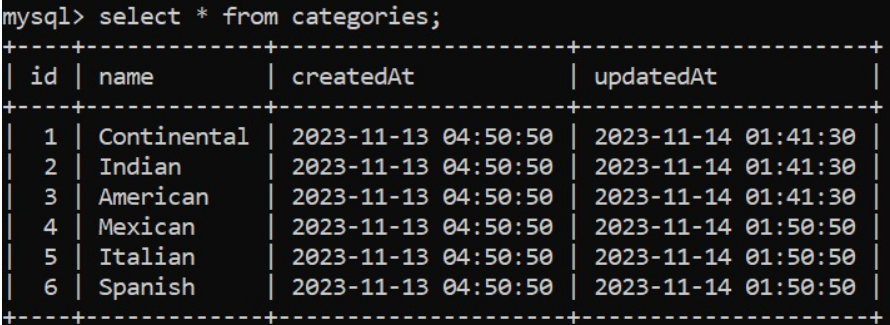 mysql> select * from categories;
+----+-------------+---------------------+---------------------+
| id | name        | createdAt           | updatedAt           |
+----+-------------+---------------------+---------------------+
|  1 | Continental | 2023-11-13 04:50:50 | 2023-11-14 01:41:30 |
|  2 | Indian      | 2023-11-13 04:50:50 | 2023-11-14 01:41:30 |
|  3 | American    | 2023-11-13 04:50:50 | 2023-11-14 01:41:30 |
|  4 | Mexican     | 2023-11-13 04:50:50 | 2023-11-14 01:50:50 |
|  5 | Italian     | 2023-11-13 04:50:50 | 2023-11-14 01:50:50 |
|  6 | Spanish     | 2023-11-13 04:50:50 | 2023-11-14 01:50:50 |
+----+-------------+---------------------+---------------------+